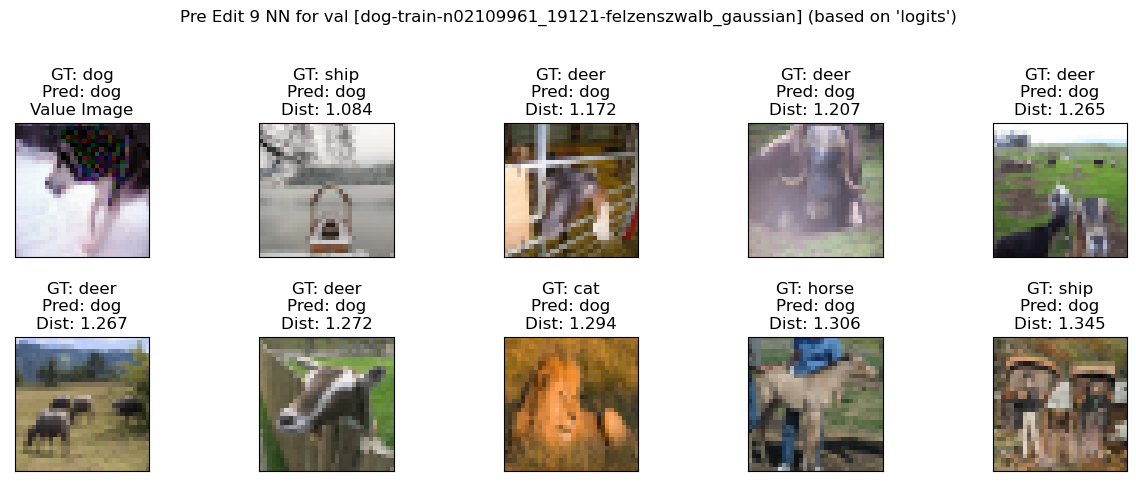 Pre Edit 9 NN for val [dog-train-n02109961_19121-felzenszwalb_gaussian] (based on 'logits')
GT: dog
Pred: dog
Value Image
GT: ship
Pred: dog
Dist: 1.084
GT: deer
Pred: dog
Dist: 1.172
GT: deer
Pred: dog
Dist: 1.207
GT: deer
Pred: dog
Dist: 1.265
GT: deer
Pred: dog
Dist: 1.267
GT: deer
Pred: dog
Dist: 1.272
GT: cat
Pred: dog
Dist: 1.294
GT: horse
Pred: dog
Dist: 1.306
GT: ship
Pred: dog
Dist: 1.345